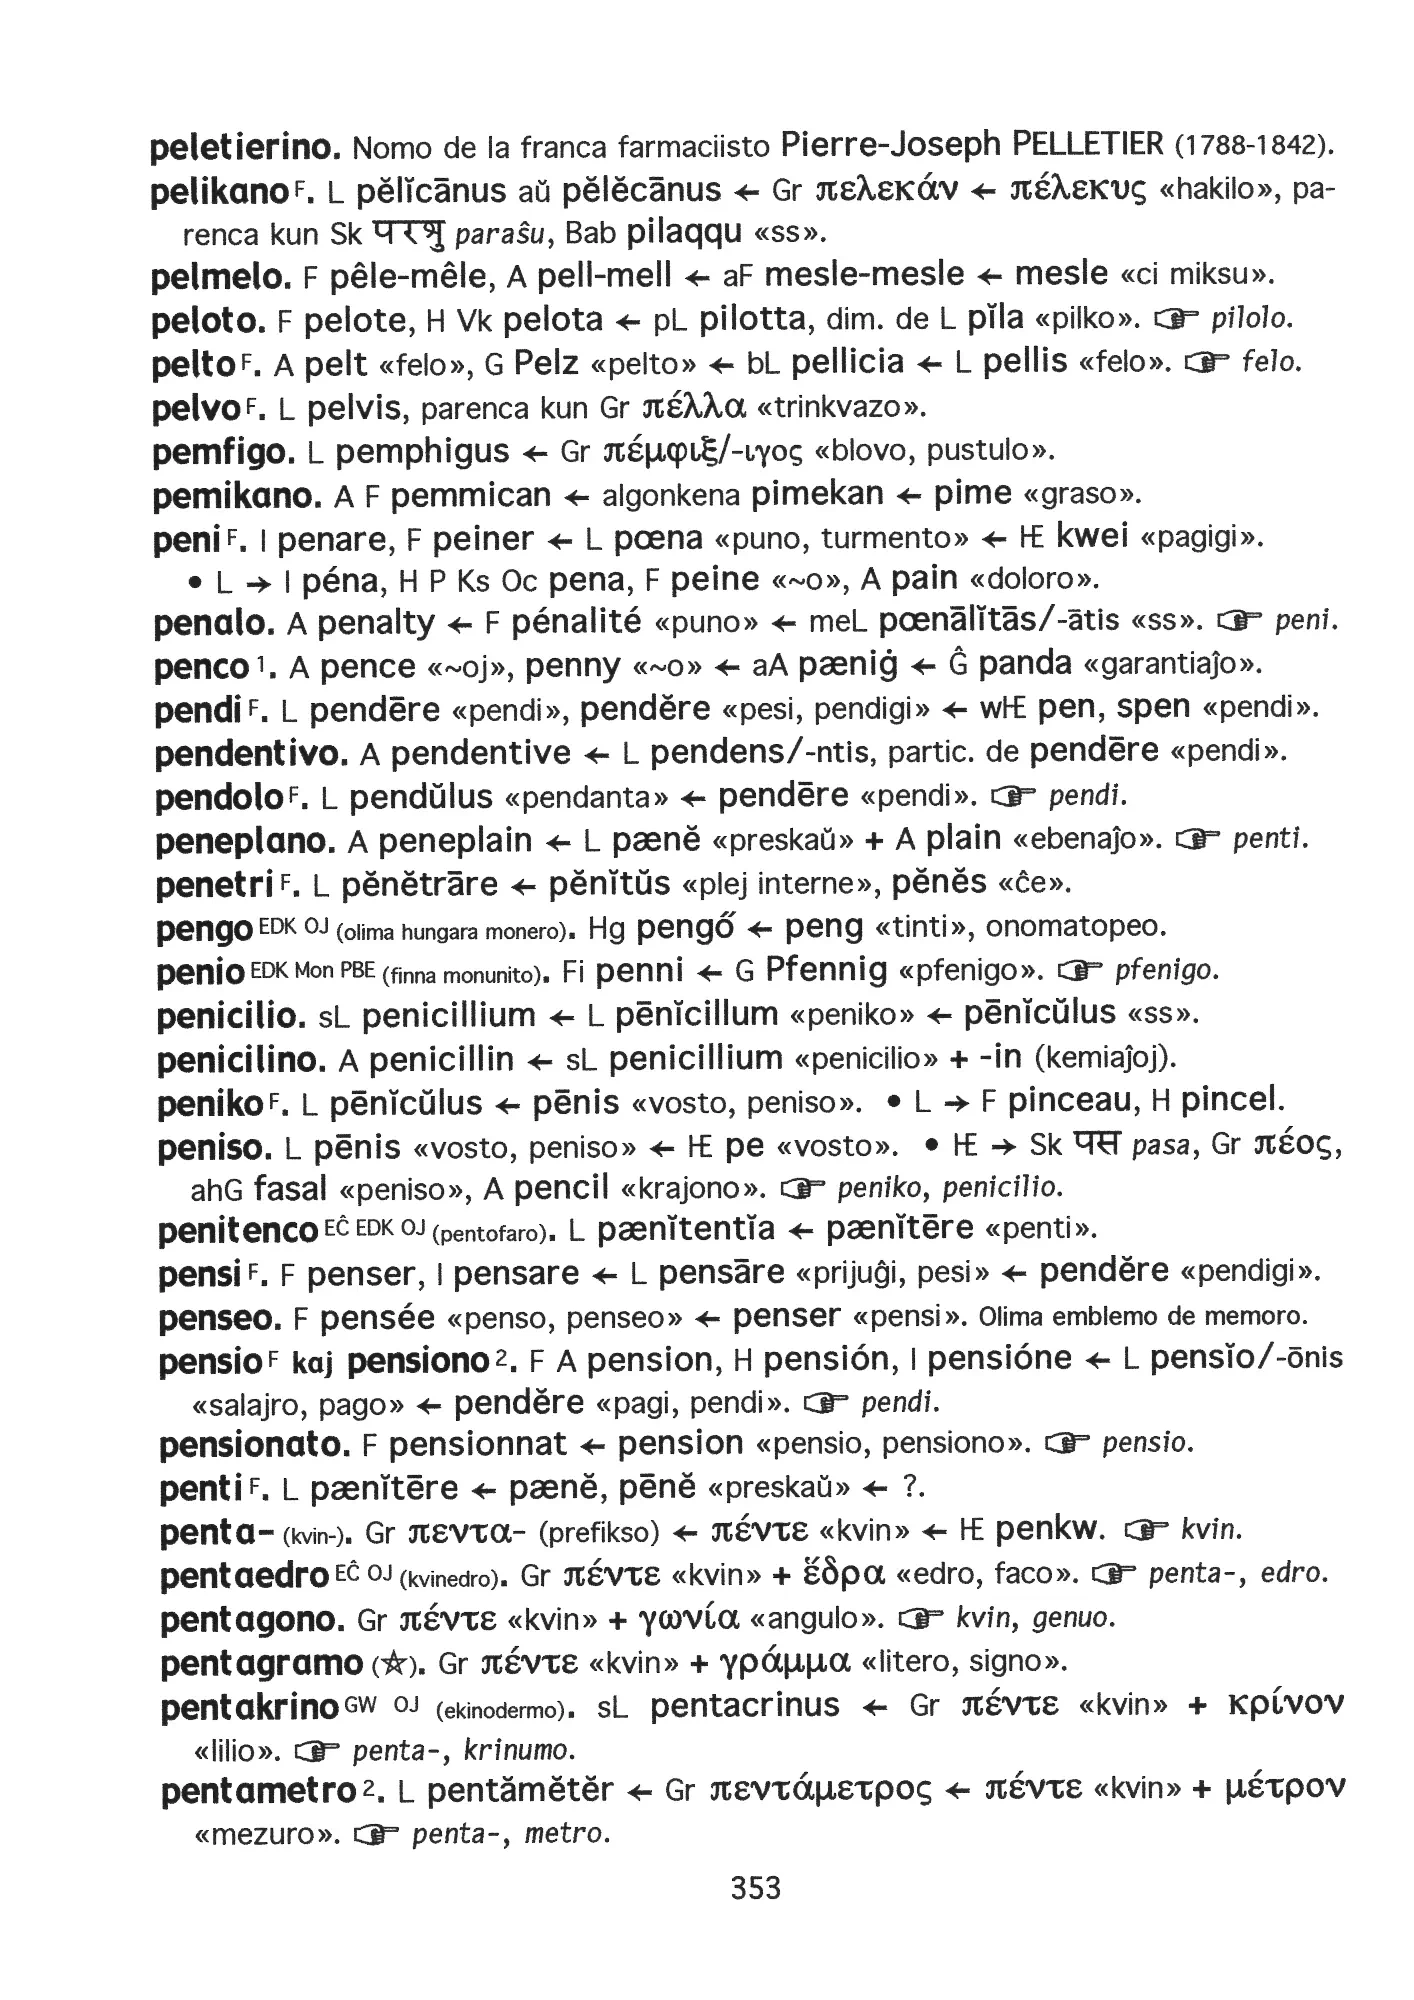 peletierino. Nomo de la franca farmaciisto Pierre-Joseph PELLETIER (1788-1842).
pelikano F. L pĕlĭcānus aŭ pĕlĕcānus ← Gr πελεκάν ← πέλεκυς «hakilo», pa-
renca kun Sk परशु paraŝu, Bab pilaqqu «ss».
pelmelo. F pêle-mêle, A pell-mell ← aF mesle-mesle ← mesle «ci miksu».
peloto. F pelote, H Vk pelota ← pL pilotta, dim. de L pĭla «pilko». ☞ pilolo.
pelto F. A pelt «felo», G Pelz «pelto» ← bL pellicia ← L pellis «felo». ☞ felo.
pelvo F. L pelvis, parenca kun Gr πέλλα «trinkvazo».
pemfigo. L pemphigus ← Gr πέμφιξ/-ιγος «blovo, pustulo».
pemikano. A F pemmican ← algonkena pimekan ← pime «graso».
peni F. I penare, F peiner ← L pœna «puno, turmento» ← HE kwei «pagigi».
• L → I péna, H P Ks Oc pena, F peine «~o», A pain «doloro».
penalo. A penalty ← F pénalité «puno» ← meL pœnālĭtās/-ātis «ss». ☞ peni.
penco 1. A pence «~oj», penny «~o» ← aA pæniġ ← Ĝ panda «garantiaĵo».
pendi F. L pendēre «pendi», pendĕre «pesi, pendigi» ← wHE pen, spen «pendi».
pendentivo. A pendentive ← L pendens/-ntis, partic. de pendēre «pendi».
pendolo F. L pendŭlus «pendanta» ← pendēre «pendi». ☞ pendi.
peneplano. A peneplain ← L pænĕ «preskaŭ» + A plain «ebenaĵo». ☞ penti.
penetri F. L pĕnĕtrāre ← pĕnĭtŭs «plej interne», pĕnĕs «ĉe».
pengo EDK OJ (olima hungara monero). Hg pengő ← peng «tinti», onomatopeo.
penio EDK Mon PBE (finna monunito). Fi penni ← G Pfennig «pfenigo». ☞ pfenigo.
penicilio. sL penicillium ← L pēnĭcillum «peniko» ← pēnĭcŭlus «ss».
penicilino. A penicillin ← sL penicillium «penicilio» + -in (kemiaĵoj).
peniko F. L pēnĭcŭlus ← pēnis «vosto, peniso». • L → F pinceau, H pincel.
peniso. L pēnis «vosto, peniso» ← HE pe «vosto». • HE → Sk पस pasa, Gr πέος,
ahG fasal «peniso», A pencil «krajono». ☞ peniko, penicilio.
penitenco EĈ EDK OJ (pentofaro). L pænĭtentĭa ← pænĭtēre «penti».
pensi F. F penser, I pensare ← L pensāre «prijuĝi, pesi» ← pendĕre «pendigi».
penseo. F pensée «penso, penseo» ← penser «pensi». Olima emblemo de memoro.
pensio F kaj pensiono 2. F A pension, H pensión, I pensióne ← L pensĭo/-ōnis
«salajro, pago» ← pendĕre «pagi, pendi». ☞ pendi.
pensionato. F pensionnat ← pension «pensio, pensiono». ☞ pensio.
penti F. L pænĭtēre ← pænĕ, pēnĕ «preskaŭ» ← ?.
penta- (kvin-). Gr πεντα- (prefikso) ← πέντε «kvin» ← HE penkw. ☞ kvin.
pentaedro EĈ OJ (kvinedro). Gr πέντε «kvin» + ἕδρα «edro, faco». ☞ penta-, edro.
pentagono. Gr πέντε «kvin» + γωνία «angulo». ☞ kvin, genuo.
pentagramo (⛤). Gr πέντε «kvin» + γράμμα «litero, signo».
pentakrino GW OJ (ekinodermo). sL pentacrinus ← Gr πέντε «kvin» + κρίνον
«lilio». ☞ penta-, krinumo.
pentametro 2. L pentămĕtĕr ← Gr πεντάμετρος ← πέντε «kvin» + μέτρον
«mezuro». ☞ penta-, metro.
353